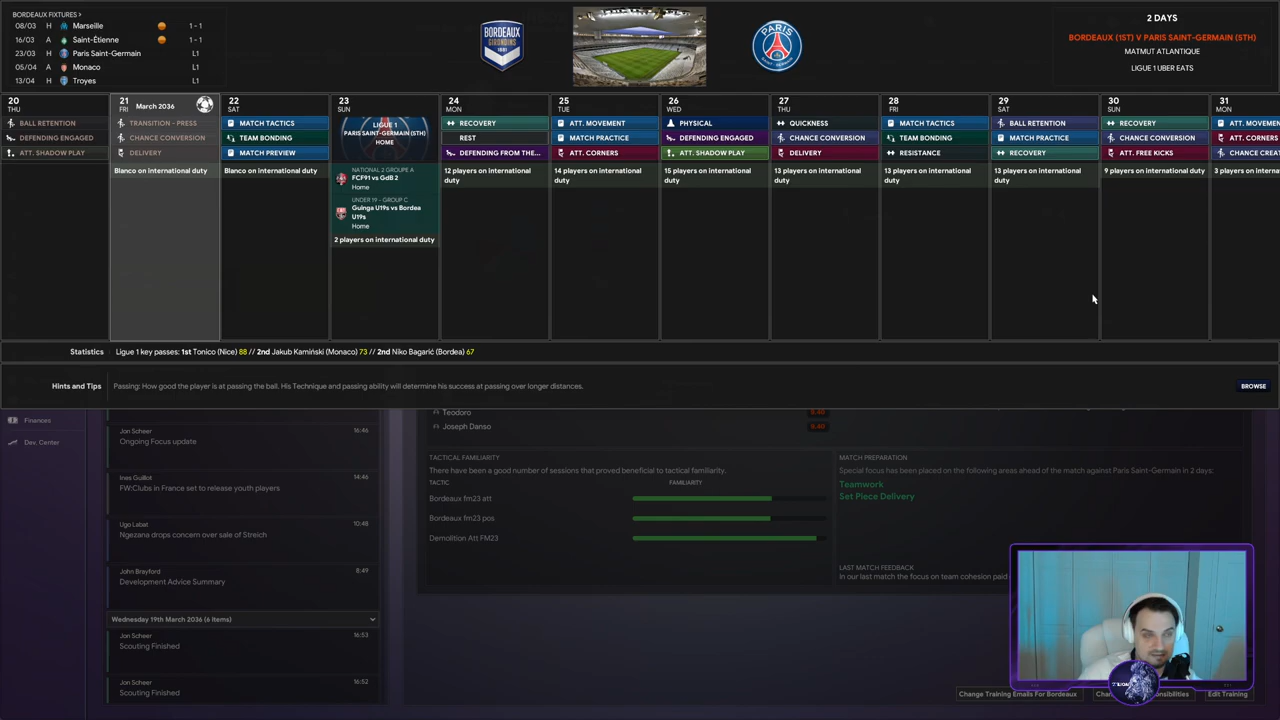 BORDEAUX FIXTURES >
08/03 H Marseille 1 - 1
16/03 A Saint-Étienne 1 - 1
23/03 H Paris Saint-Germain L1
05/04 A Monaco L1
13/04 H Troyes L1
BORDEAUX
GIRONDINS
1881
PARIS
SAINT-GERMAIN
2 DAYS
BORDEAUX (1ST) V PARIS SAINT-GERMAIN (5TH)
MATMUT ATLANTIQUE
LIGUE 1 UBER EATS
20
THU
BALL RETENTION
DEFENDING ENGAGED
ATT. SHADOW PLAY
21
FRI
March 2036
TRANSITION - PRESS
CHANCE CONVERSION
DELIVERY
Blanco on international duty
22
SAT
MATCH TACTICS
TEAM BONDING
MATCH PREVIEW
Blanco on international duty
23
SUN
LIGUE 1
PARIS SAINT-GERMAIN (5TH)
HOME
NATIONAL 2 GROUPE A
FCF91 vs GdB 2
Home
UNDER 19 - GROUP C
Guinga U19s vs Bordea
U19s
Home
2 players on international duty
24
MON
RECOVERY
REST
DEFENDING FROM THE...
12 players on international
duty
25
TUE
ATT. MOVEMENT
MATCH PRACTICE
ATT. CORNERS
14 players on international
duty
26
WED
PHYSICAL
DEFENDING ENGAGED
ATT. SHADOW PLAY
15 players on international
duty
27
THU
QUICKNESS
CHANCE CONVERSION
DELIVERY
13 players on international
duty
28
FRI
MATCH TACTICS
TEAM BONDING
RESISTANCE
13 players on international
duty
29
SAT
BALL RETENTION
MATCH PRACTICE
RECOVERY
13 players on international
duty
30
SUN
RECOVERY
CHANCE CONVERSION
ATT. FREE KICKS
9 players on international duty
31
MON
ATT. MOVEM
ATT. CORNERS
CHANCE CREAT
3 players on interna
Statistics Ligue 1 key passes: 1st Tonico (Nice) 88 // 2nd Jakub Kamiński (Monaco) 73 // 2nd Niko Bagarić (Bordea) 67
Hints and Tips Passing: How good the player is at passing the ball. His Technique and passing ability will determine his success at passing over longer distances. BROWSE
Finances
Dev. Center
Jon Scheer 16:46
Ongoing Focus update
Ines Guillot 14:46
FW:Clubs in France set to release youth players
Ugo Labat 10:48
Ngezana drops concern over sale of Streich
John Brayford 8:49
Development Advice Summary
Wednesday 19th March 2036 (6 Items)
Jon Scheer 16:53
Scouting Finished
Jon Scheer 16:52
Scouting Finished
Teodoro 6.40
Joseph Danso 6.40
TACTICAL FAMILIARITY
There have been a good number of sessions that proved beneficial to tactical familiarity.
TACTIC FAMILIARITY
Bordeaux fm23 att
Bordeaux fm23 pos
Demolition Att FM23
MATCH PREPARATION
Special focus has been placed on the following areas ahead of the match against Paris Saint-Germain in 2 days:
Teamwork
Set Piece Delivery
LAST MATCH FEEDBACK
In our last match the focus on team cohesion paid
Change Training Emails For Bordeaux
Edit Training